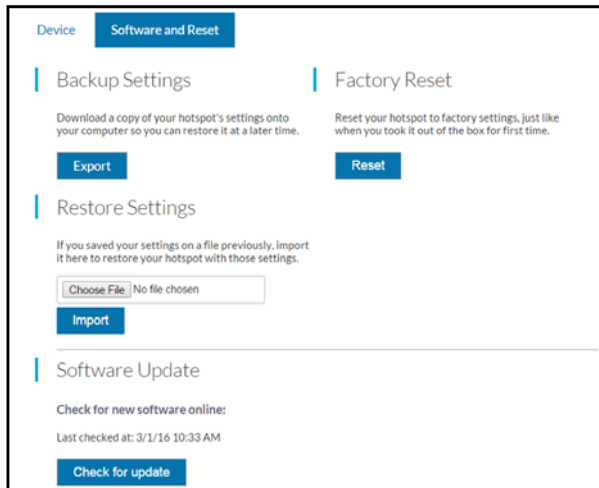 Device
Software and Reset
Backup Settings
Download a copy of your hotspot's settings onto
your computer so you can restore it at a later time.
Export
Factory Reset
Reset your hotspot to factory settings, just like
when you took it out of the box for first time.
Reset
Restore Settings
If you saved your settings on a file previously, import
it here to restore your hotspot with those settings.
Choose File No file chosen
Import
Software Update
Check for new software online:
Last checked at: 3/1/16 10:33 AM
Check for update